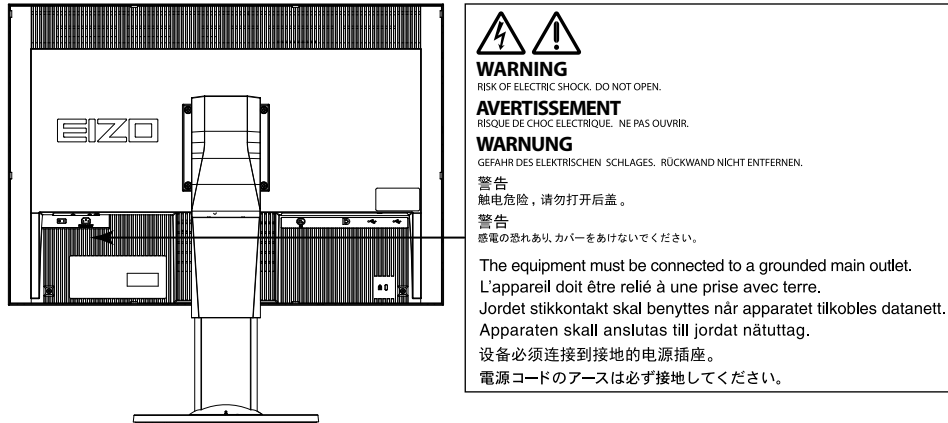 EIZO
WARNING
RISK OF ELECTRIC SHOCK. DO NOT OPEN.
AVERTISSEMENT
RISQUE DE CHOC ELECTRIQUE. NE PAS OUVRIR.
WARNUNG
GEFAHR DES ELEKTRISCHEN SCHLAGES. RÜCKWAND NICHT ENTFERNEN.
警告
触电危险，请勿打开后盖。
警告
感電の恐れあり、カバーをあけないでください。
The equipment must be connected to a grounded main outlet.
L'appareil doit être relié à une prise avec terre.
Jordet stikkontakt skal benyttes når apparatet tilkobles datanett.
Apparaten skall anslutas till jordat nätuttag.
设备必须连接到接地的电源插座。
電源コードのアースは必ず接地してください。